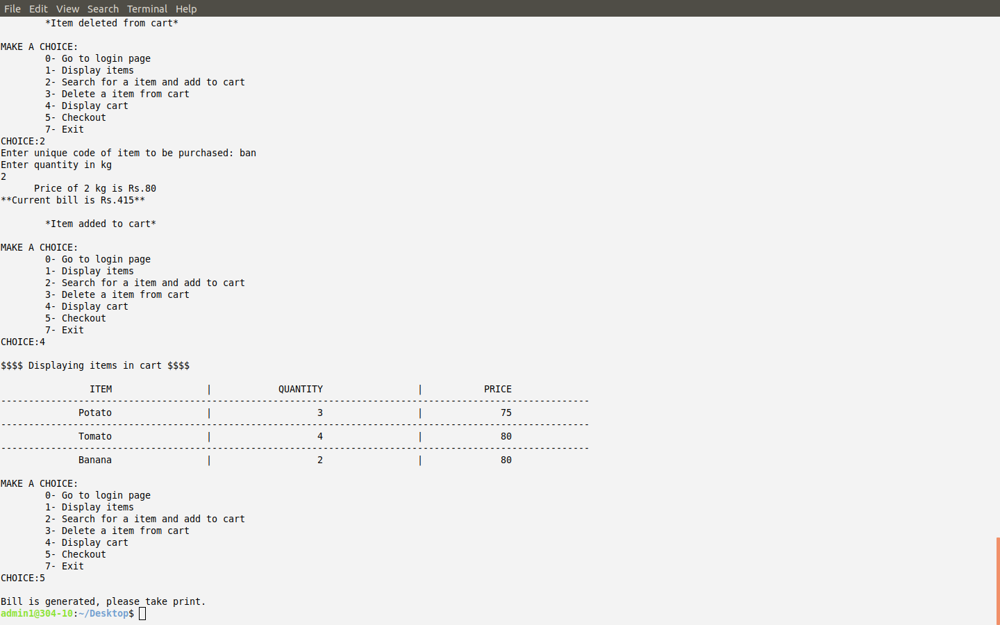 File Edit View Search Terminal Help
*Item deleted from cart*
MAKE A CHOICE:
0- Go to login page
1- Display items
2- Search for a item and add to cart
3- Delete a item from cart
4- Display cart
5- Checkout
7- Exit
CHOICE:2
Enter unique code of item to be purchased: ban
Enter quantity in kg
2
Price of 2 kg is Rs.80
**Current bill is Rs.415**
*Item added to cart*
MAKE A CHOICE:
0- Go to login page
1- Display items
2- Search for a item and add to cart
3- Delete a item from cart
4- Display cart
5- Checkout
7- Exit
CHOICE:4
$$$$ Displaying items in cart $$$$
ITEM | QUANTITY | PRICE
----------------------------------------------------------------------------------------------------------
Potato | 3 | 75
----------------------------------------------------------------------------------------------------------
Tomato | 4 | 80
----------------------------------------------------------------------------------------------------------
Banana | 2 | 80
MAKE A CHOICE:
0- Go to login page
1- Display items
2- Search for a item and add to cart
3- Delete a item from cart
4- Display cart
5- Checkout
7- Exit
CHOICE:5
Bill is generated, please take print.
admin1@304-10:~/Desktop$